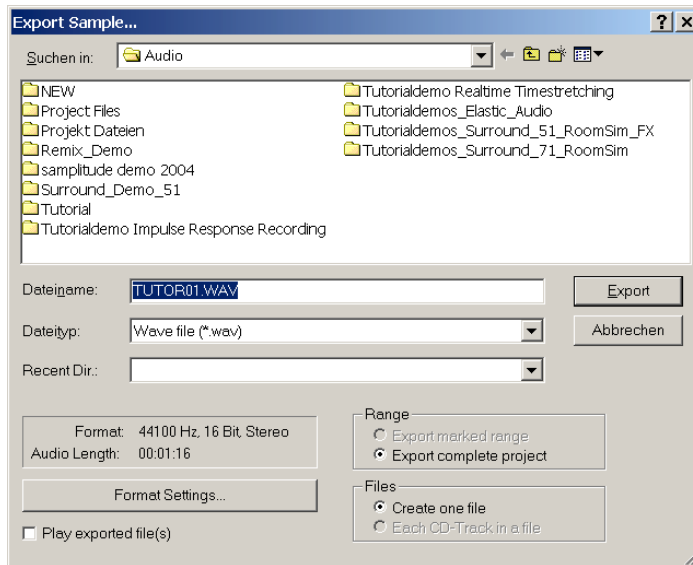 Export Sample...
Suchen in:
Audio
NEW
Project Files
Projekt Dateien
Remix_Demo
samplitude demo 2004
Surround_Demo_51
Tutorial
Tutorialdemo Impulse Response Recording
Tutorialdemo Realtime Timestretching
Tutorialdemos_Elastic_Audio
Tutorialdemos_Surround_51_RoomSim_FX
Tutorialdemos_Surround_71_RoomSim
Dateiname:
TUTOR01.WAV
Export
Dateityp:
Wave file (*.wav)
Abbrechen
Recent Dir.:
Format: 44100 Hz, 16 Bit, Stereo
Audio Length: 00:01:16
Format Settings...
Play exported file(s)
Range
Export marked range
Export complete project
Files
Create one file
Each CD-Track in a file